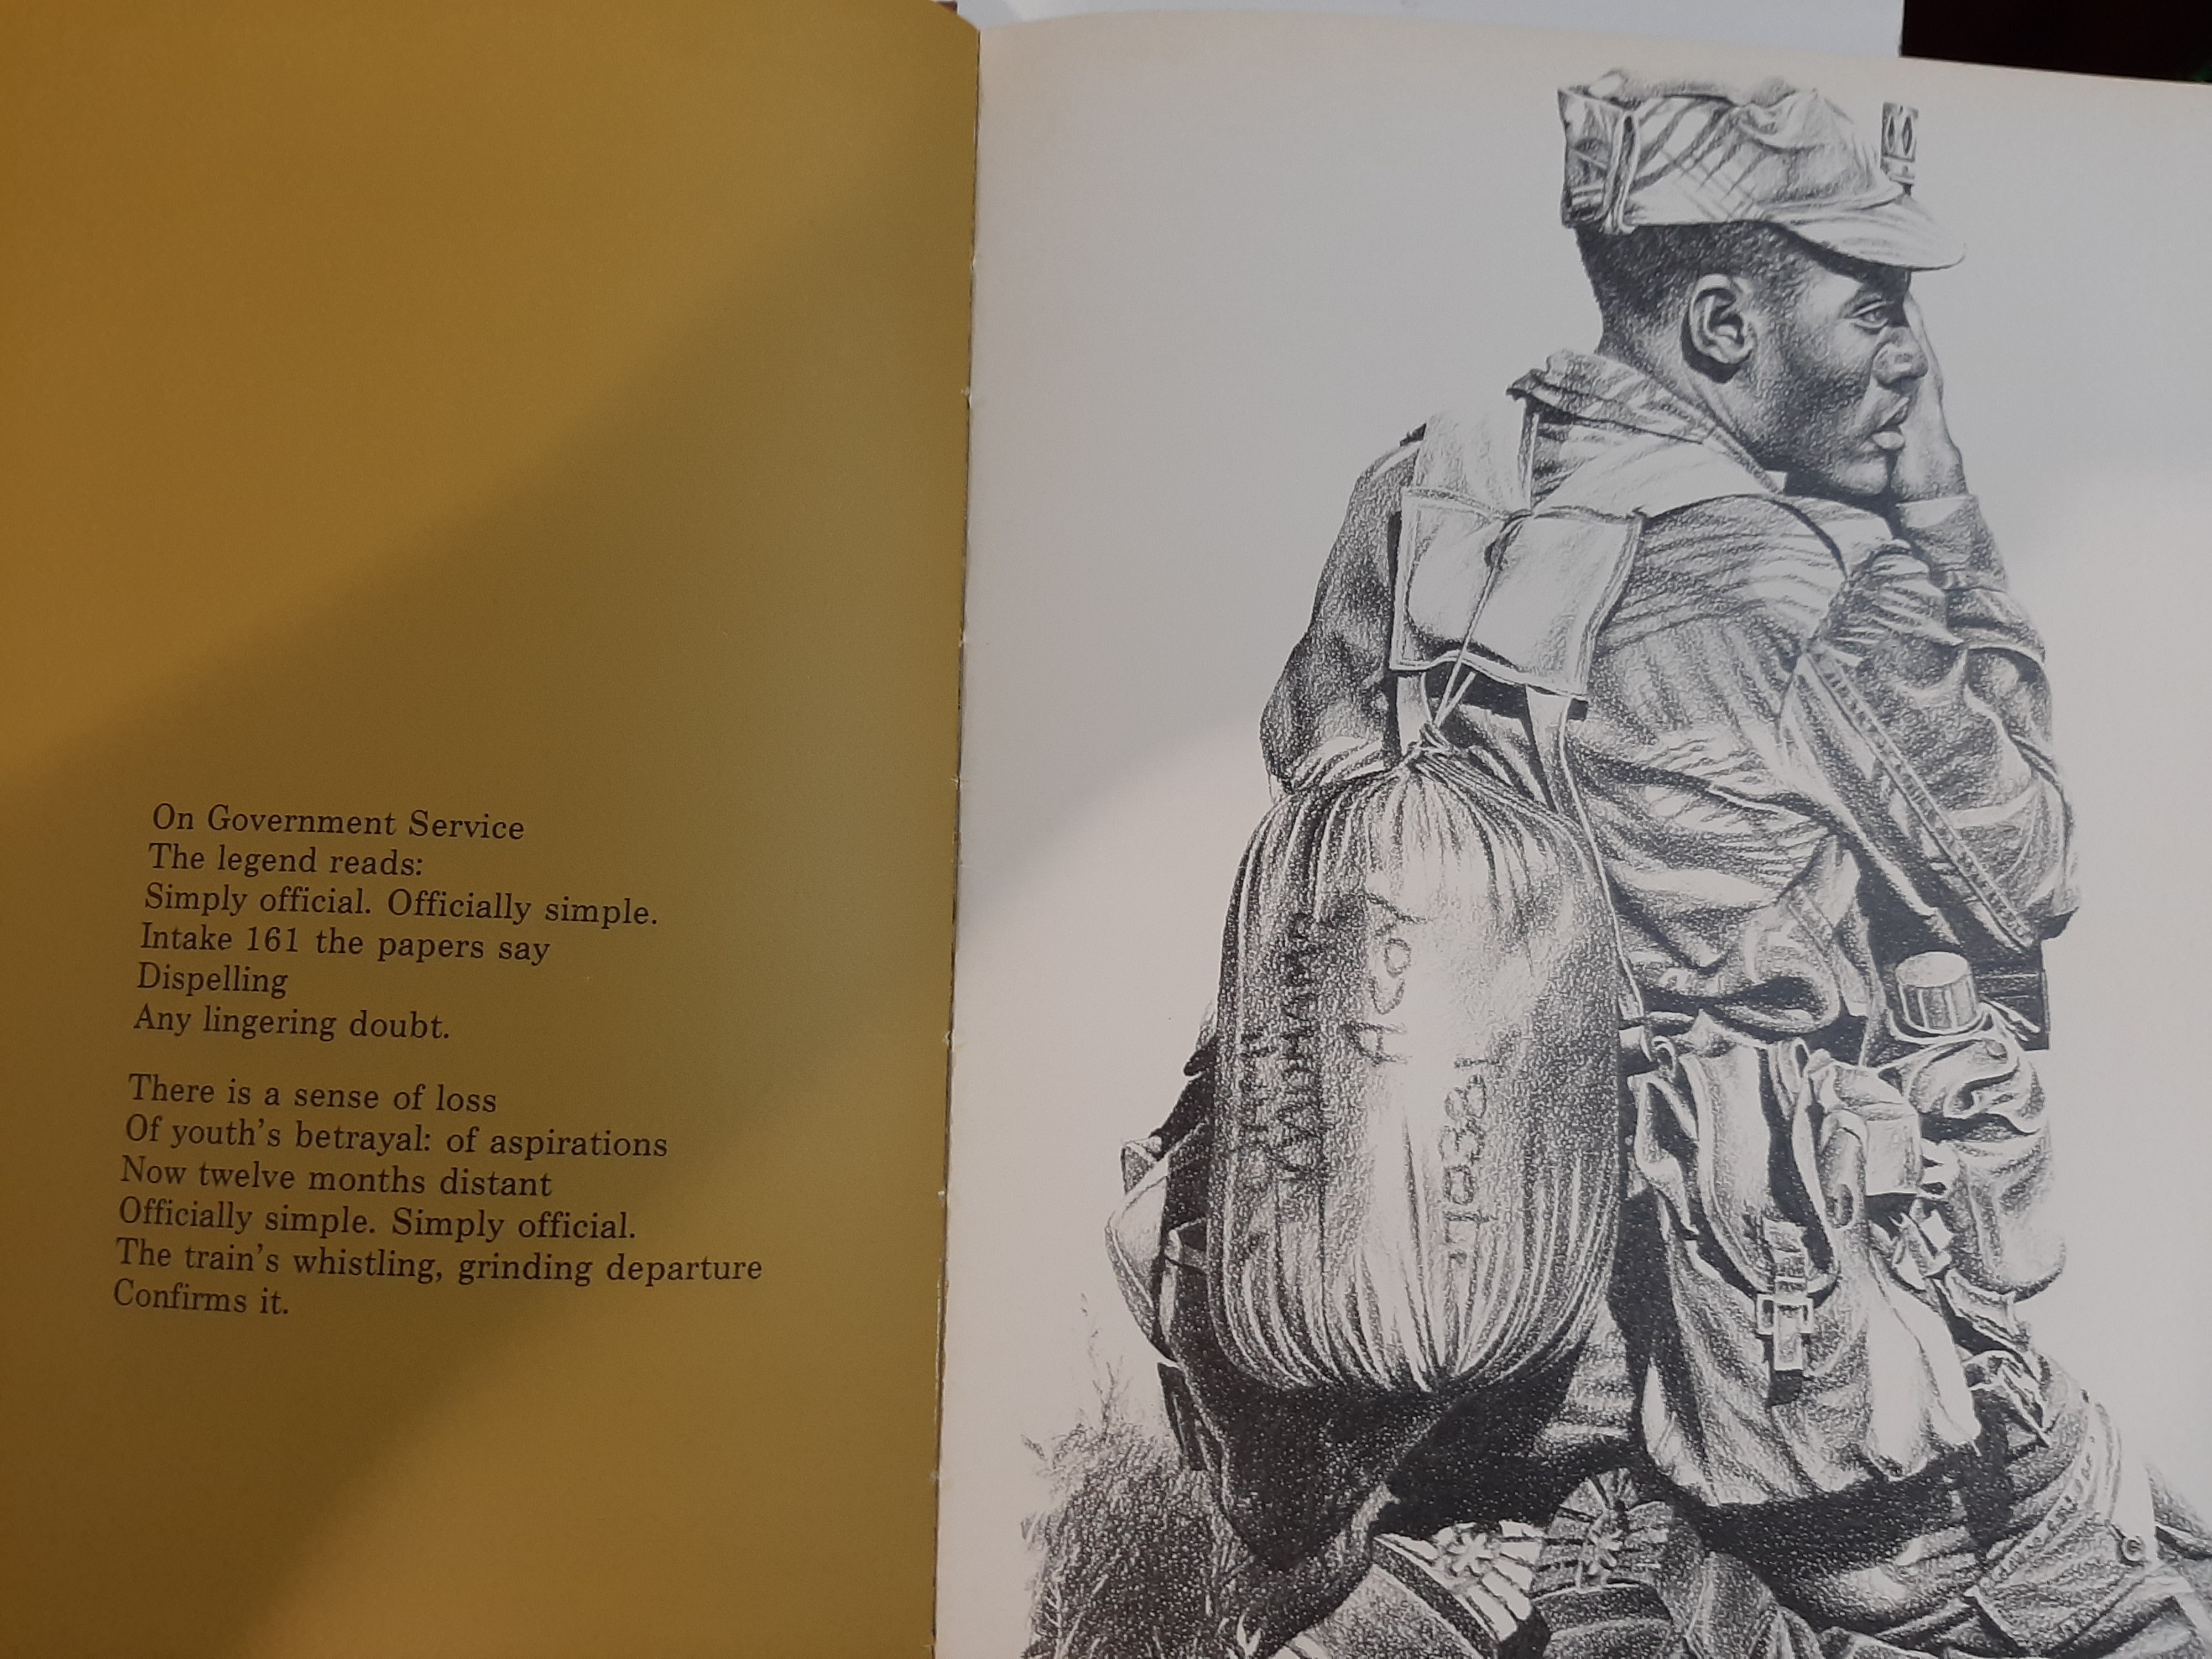 On Government Service
The legend reads:
Simply official. Officially simple.
Intake 161 the papers say
Dispelling
Any lingering doubt.
There is a sense of loss
Of youth's betrayal: of aspirations
Now twelve months distant
Officially simple. Simply official.
The train's whistling, grinding departure
Confirms it.
A COY